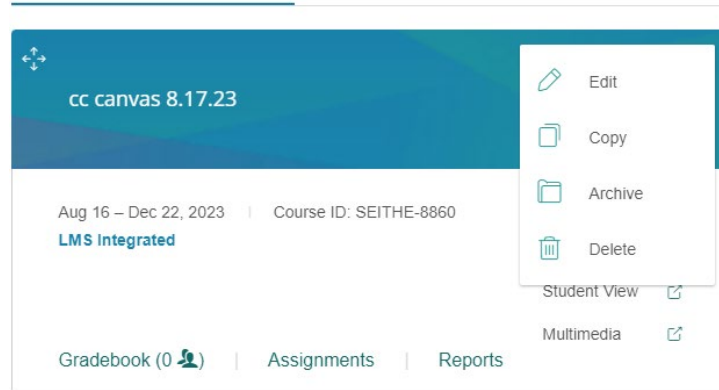 cc canvas 8.17.23
Edit
Copy
Archive
Delete
Aug 16 – Dec 22, 2023 | Course ID: SEITHE-8860
LMS Integrated
Student View
Multimedia
Gradebook (0 ) | Assignments | Reports